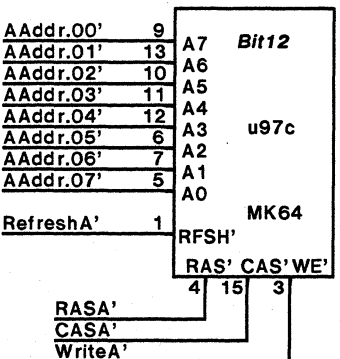 AAddr.00' 9 A7 Bit12
AAddr.01' 13 A6
AAddr.02' 10 A5
AAddr.03' 11 A4
AAddr.04' 12 A3 u97c
AAddr.05' 6 A2
AAddr.06' 7 A1
AAddr.07' 5 A0
MK64
RefreshA' 1 RFSH'
RAS' CAS' WE'
4 15 3
RASA'
CASA'
WriteA'